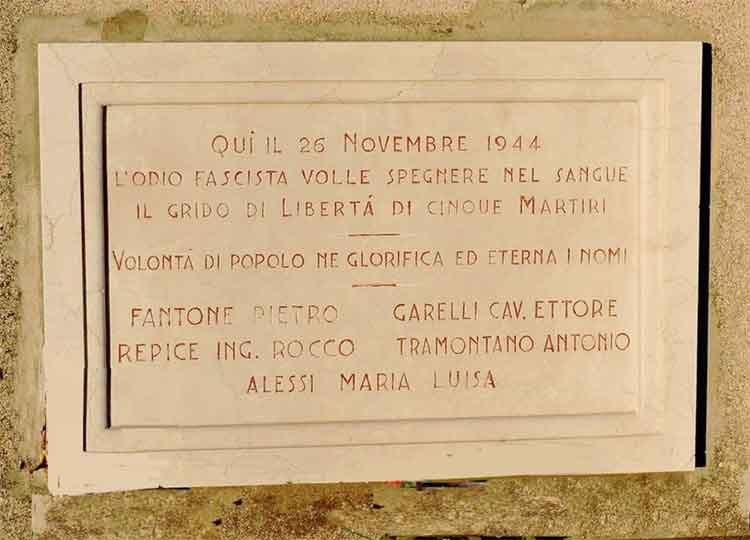 QUÌ IL 26 NOVEMBRE 1944
L'ODIO FASCISTA VOLLE SPEGNERE NEL SANGUE
IL GRIDO DI LIBERTÁ DI CINQUE MARTIRI
VOLONTÀ DI POPOLO NE GLORIFICA ED ETERNA I NOMI
FANTONE PIETRO GARELLI CAV. ETTORE
REPICE ING. ROCCO TRAMONTANO ANTONIO
ALESSI MARIA LUISA